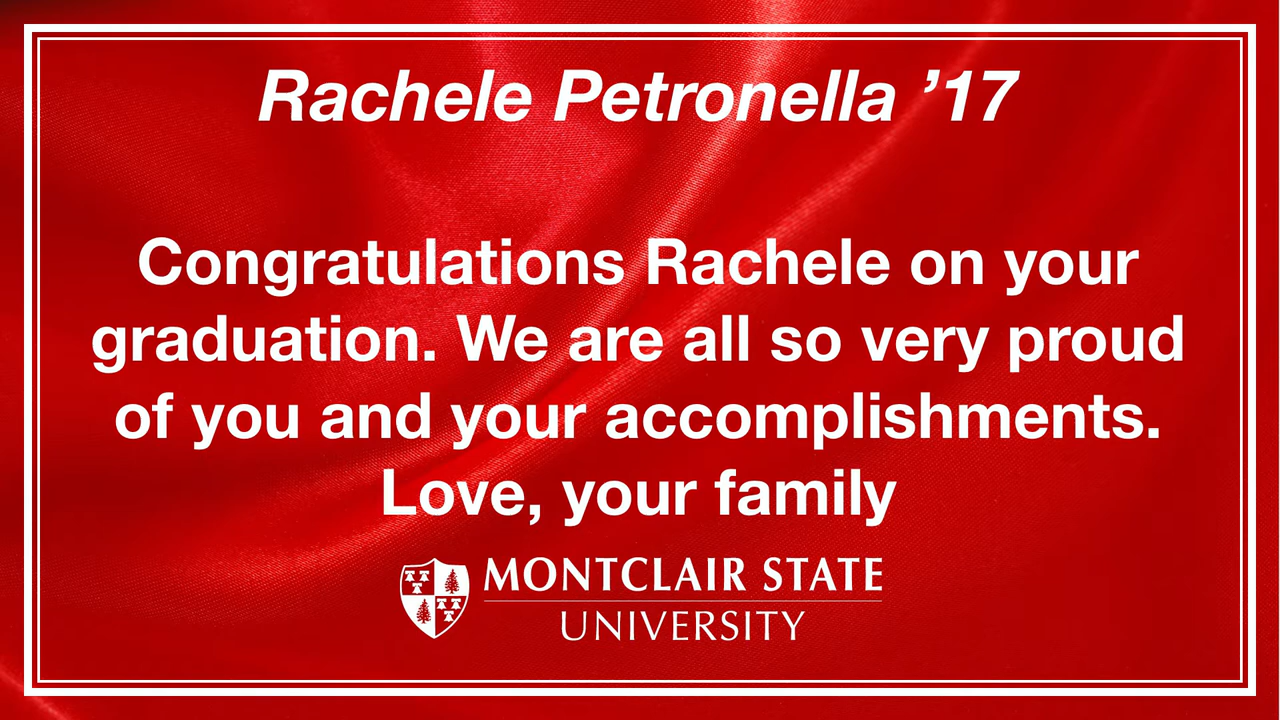 Rachele Petronella ’17
Congratulations Rachele on your
graduation. We are all so very proud
of you and your accomplishments.
Love, your family
MONTCLAIR STATE
UNIVERSITY